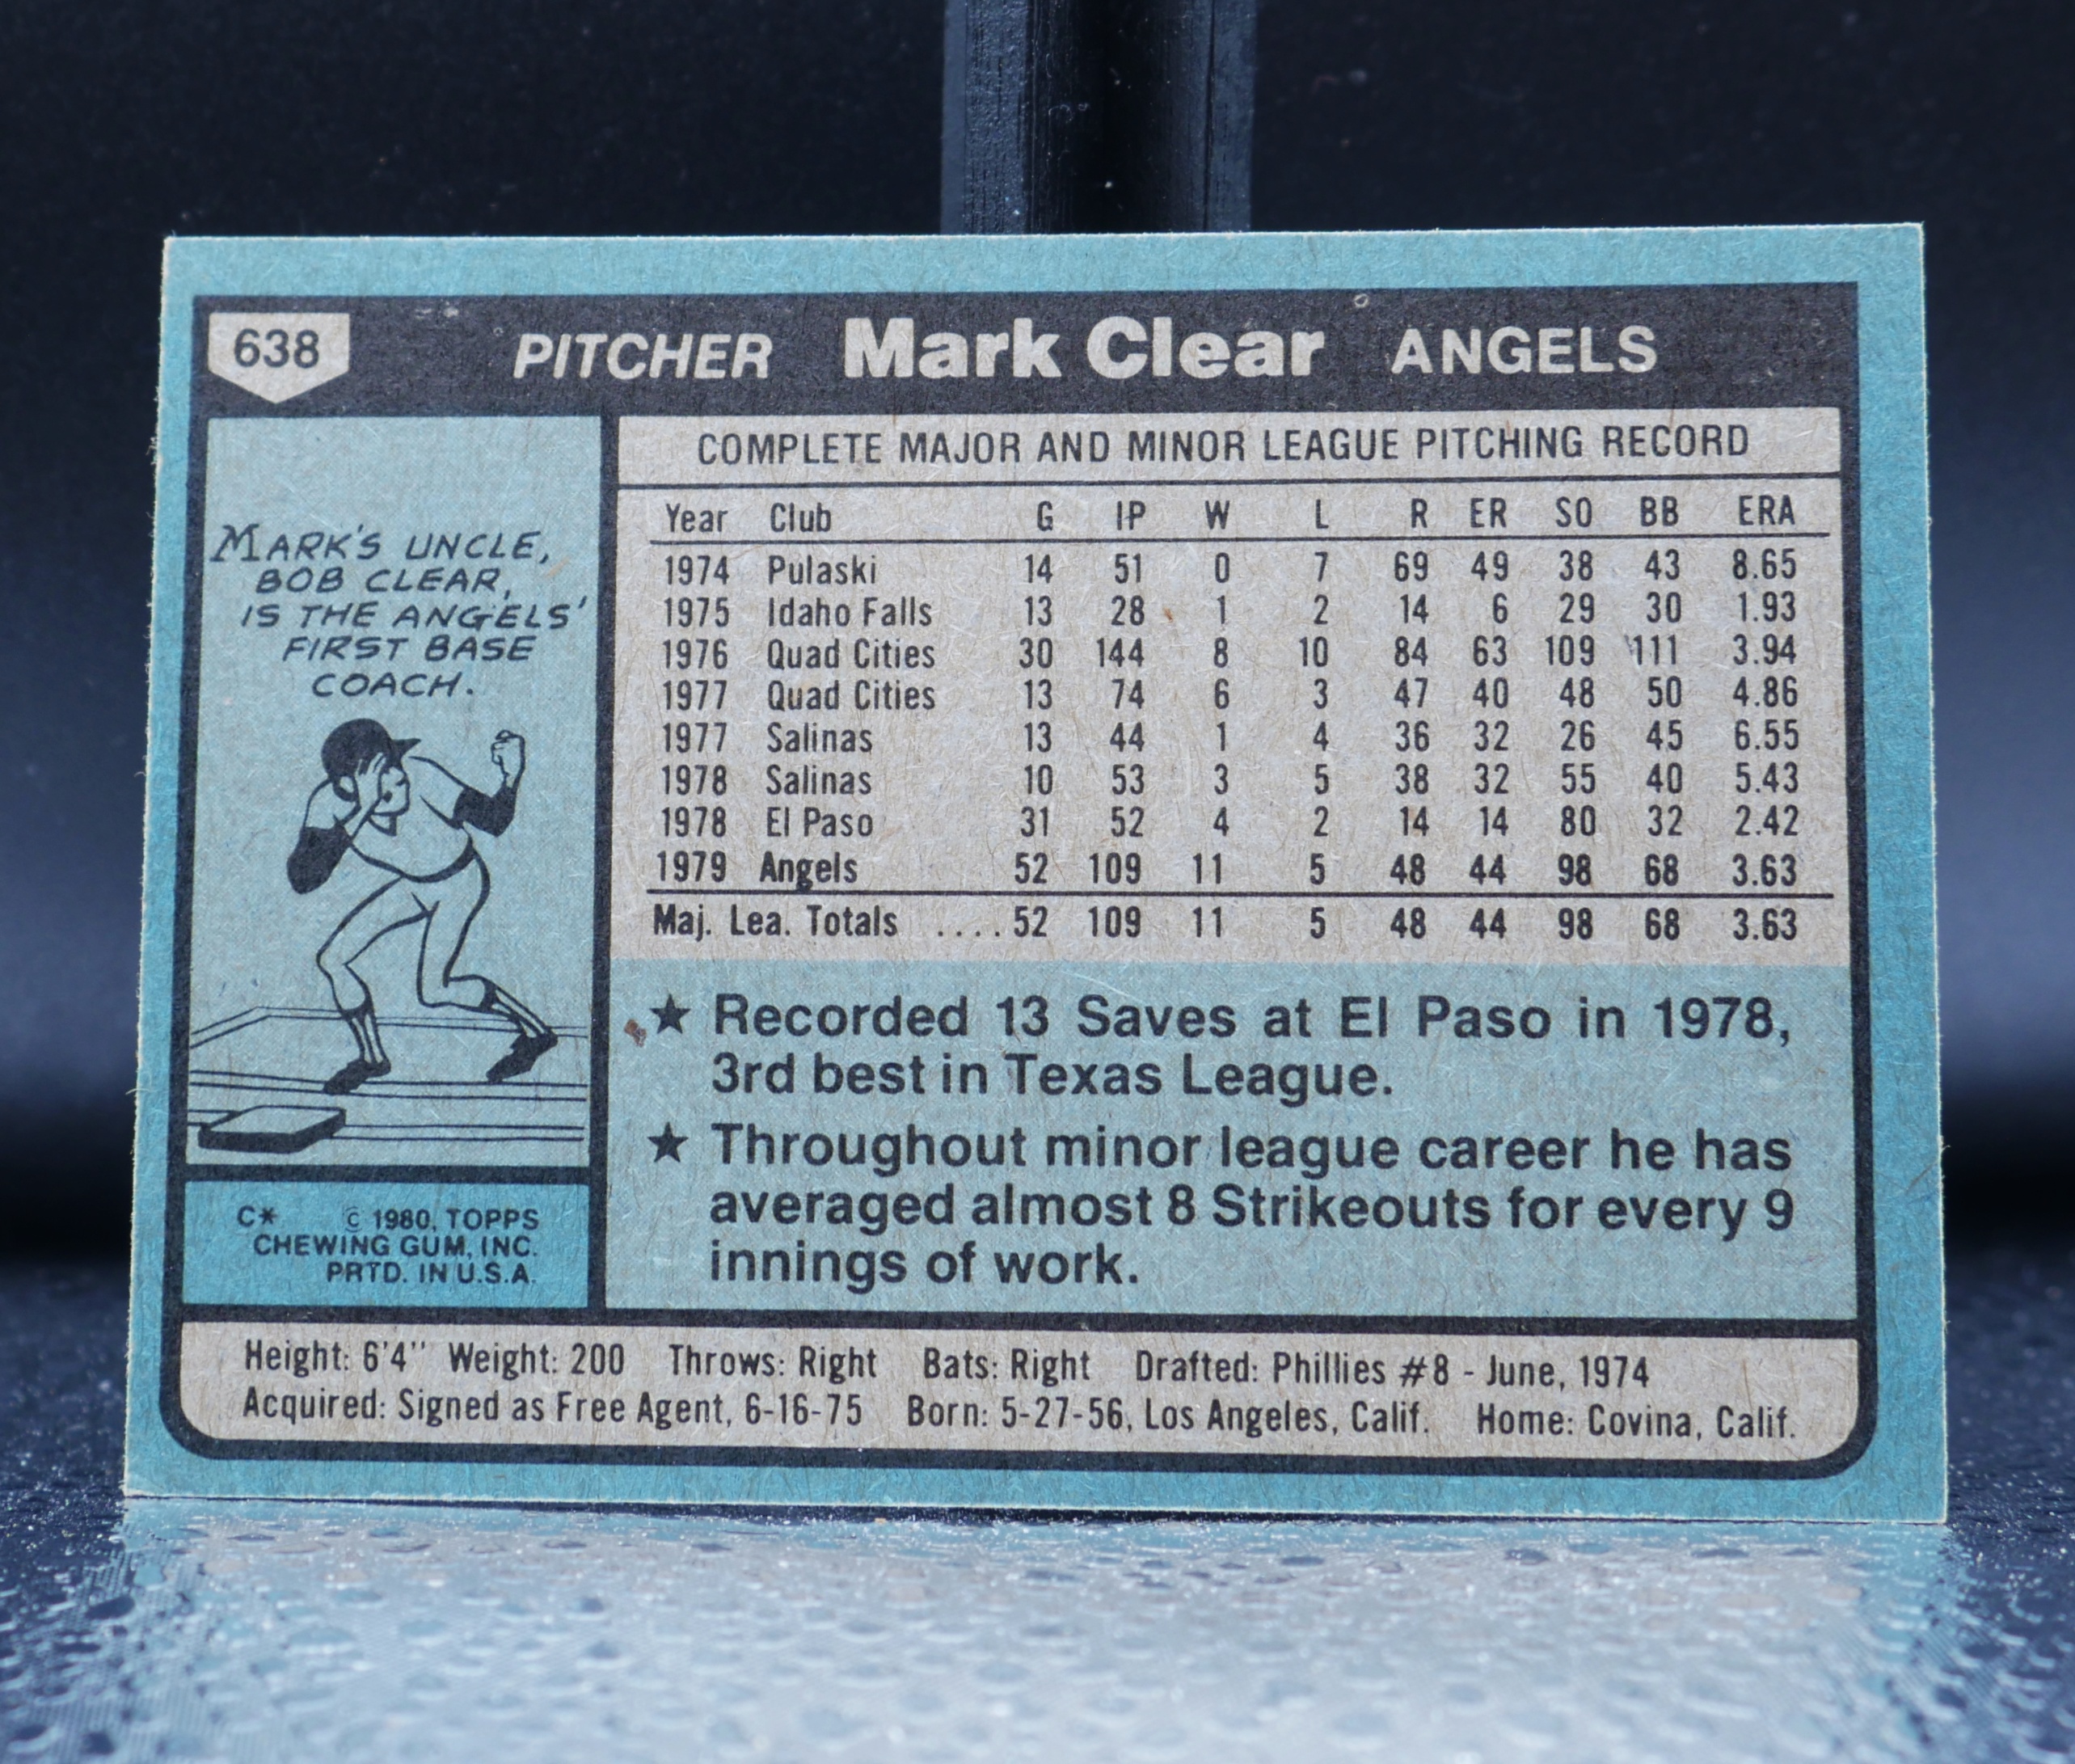 638 PITCHER Mark Clear ANGELS
MARK'S UNCLE,
BOB CLEAR,
IS THE ANGELS'
FIRST BASE
COACH.
C* © 1980, TOPPS
CHEWING GUM, INC.
PRTD. IN U.S.A.
COMPLETE MAJOR AND MINOR LEAGUE PITCHING RECORD
Year Club G IP W L R ER SO BB ERA
1974 Pulaski 14 51 0 7 69 49 38 43 8.65
1975 Idaho Falls 13 28 1 2 14 6 29 30 1.93
1976 Quad Cities 30 144 8 10 84 63 109 111 3.94
1977 Quad Cities 13 74 6 3 47 40 48 50 4.86
1977 Salinas 13 44 1 4 36 32 26 45 6.55
1978 Salinas 10 53 3 5 38 32 55 40 5.43
1978 El Paso 31 52 4 2 14 14 80 32 2.42
1979 Angels 52 109 11 5 48 44 98 68 3.63
Maj. Lea. Totals .... 52 109 11 5 48 44 98 68 3.63
★ Recorded 13 Saves at El Paso in 1978,
3rd best in Texas League.
★ Throughout minor league career he has
averaged almost 8 Strikeouts for every 9
innings of work.
Height: 6'4" Weight: 200 Throws: Right Bats: Right Drafted: Phillies #8 - June, 1974
Acquired: Signed as Free Agent, 6-16-75 Born: 5-27-56, Los Angeles, Calif. Home: Covina, Calif.